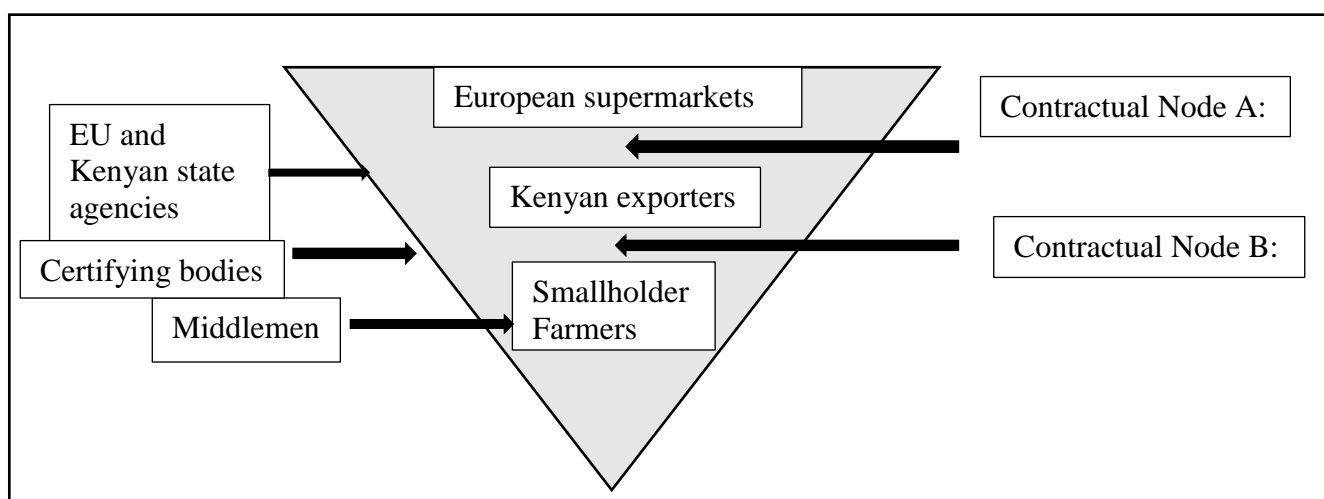 European supermarkets
Contractual Node A:
EU and
Kenyan state
agencies
Kenyan exporters
Contractual Node B:
Certifying bodies
Smallholder
Farmers
Middlemen